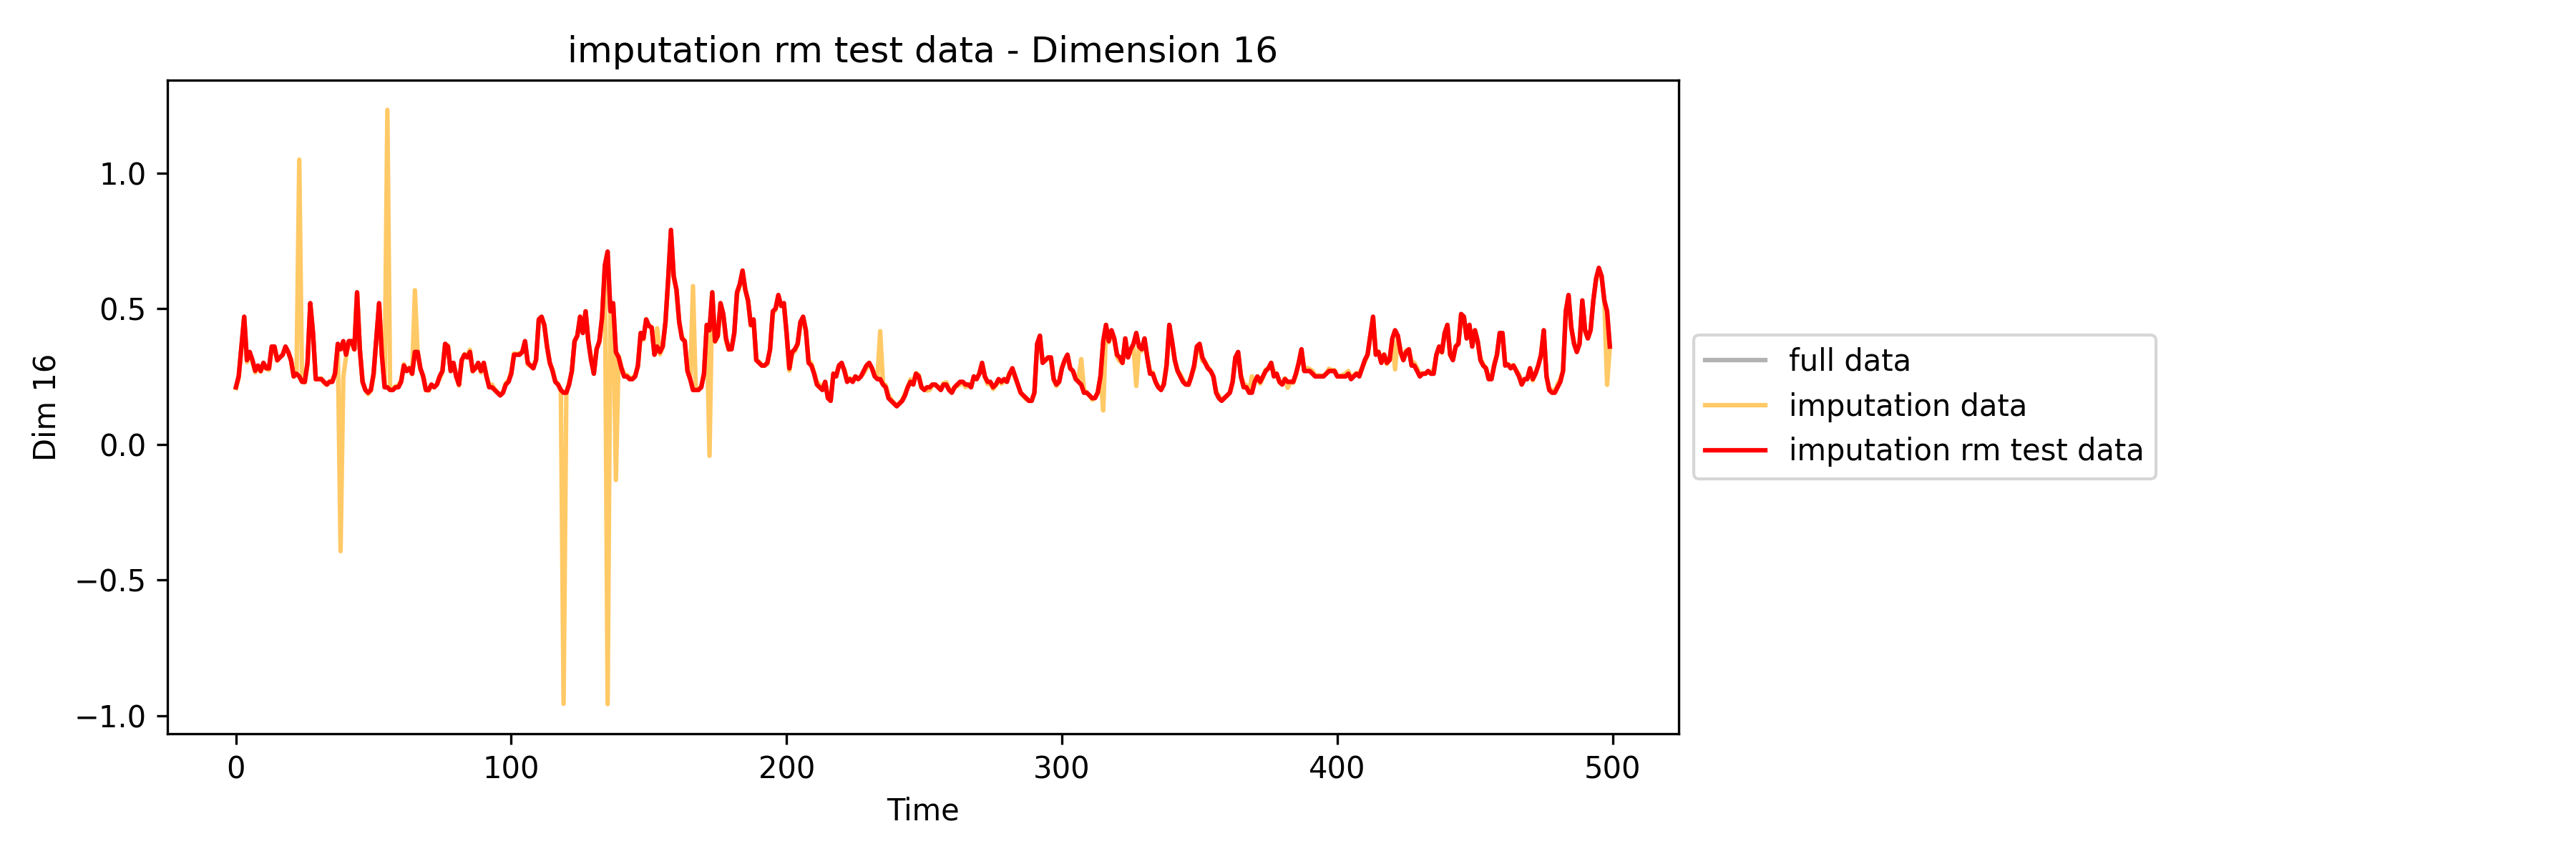 imputation rm test data - Dimension 16
1.0
0.5
0.0
−0.5
−1.0
Dim 16
0 100 200 300 400 500
Time
full data
imputation data
imputation rm test data